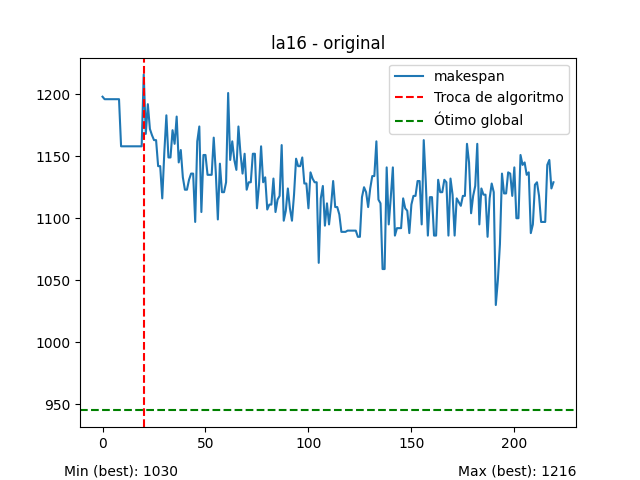 la16 - original
makespan
Troca de algoritmo
Ótimo global
1200
1150
1100
1050
1000
950
0 50 100 150 200
Min (best): 1030 Max (best): 1216